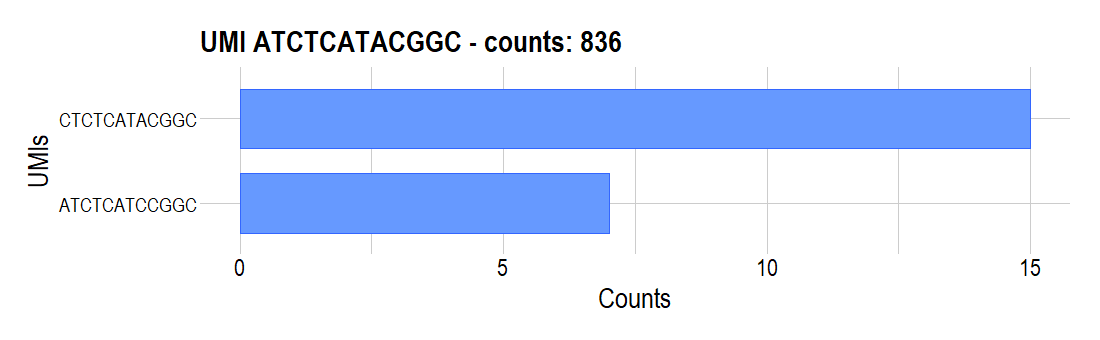 UMI ATCTCATACGGC - counts: 836
UMIs
CTCTCATACGGC
ATCTCATCCGGC
0 5 10 15
Counts